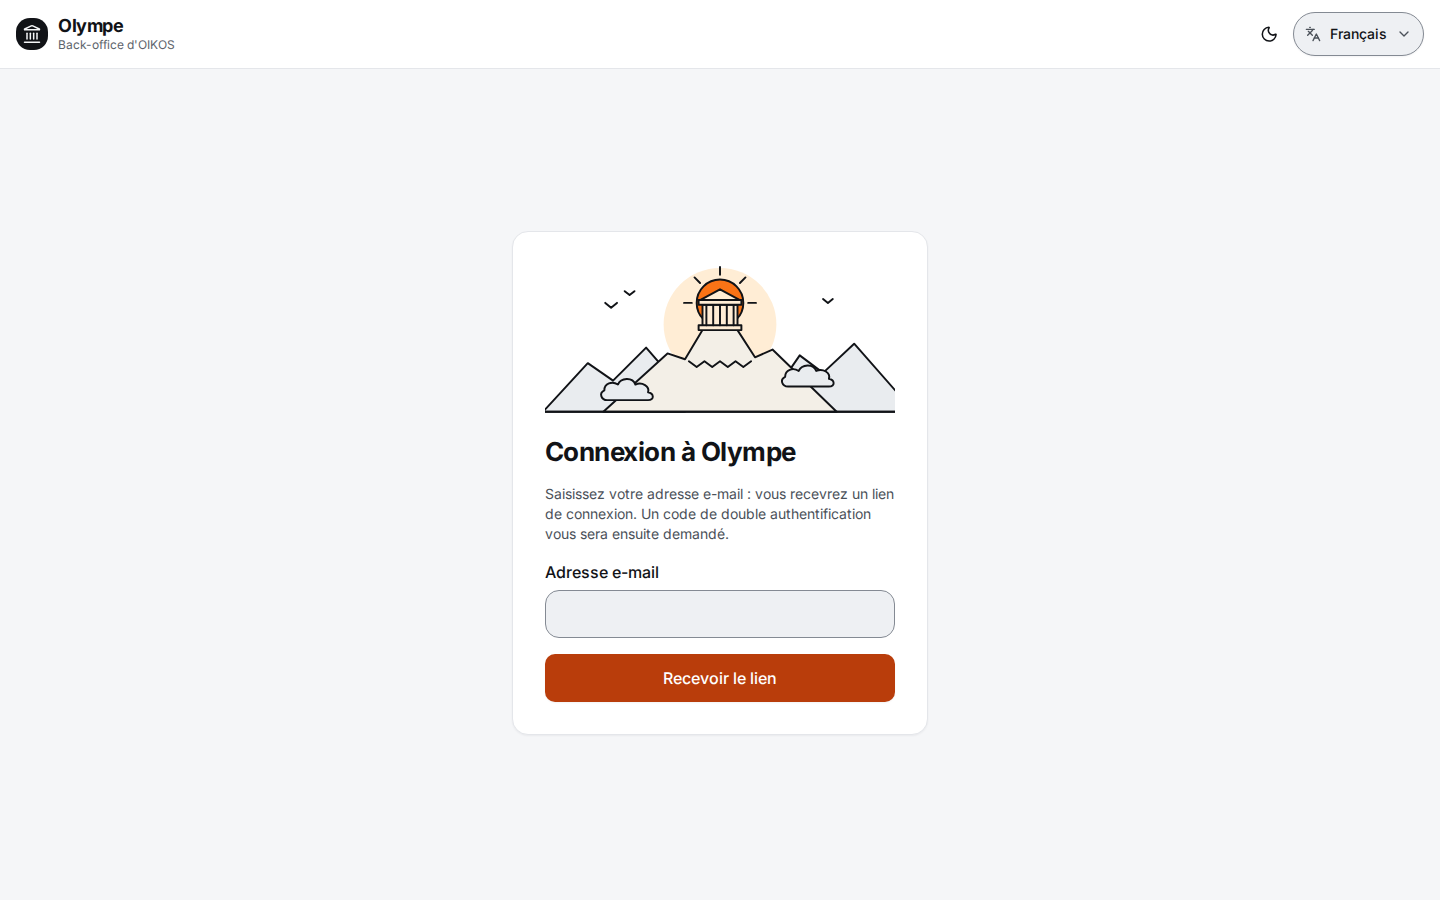 Olympe
Back-office d'OIKOS
Français
Connexion à Olympe
Saisissez votre adresse e-mail : vous recevrez un lien
de connexion. Un code de double authentification
vous sera ensuite demandé.
Adresse e-mail
Recevoir le lien